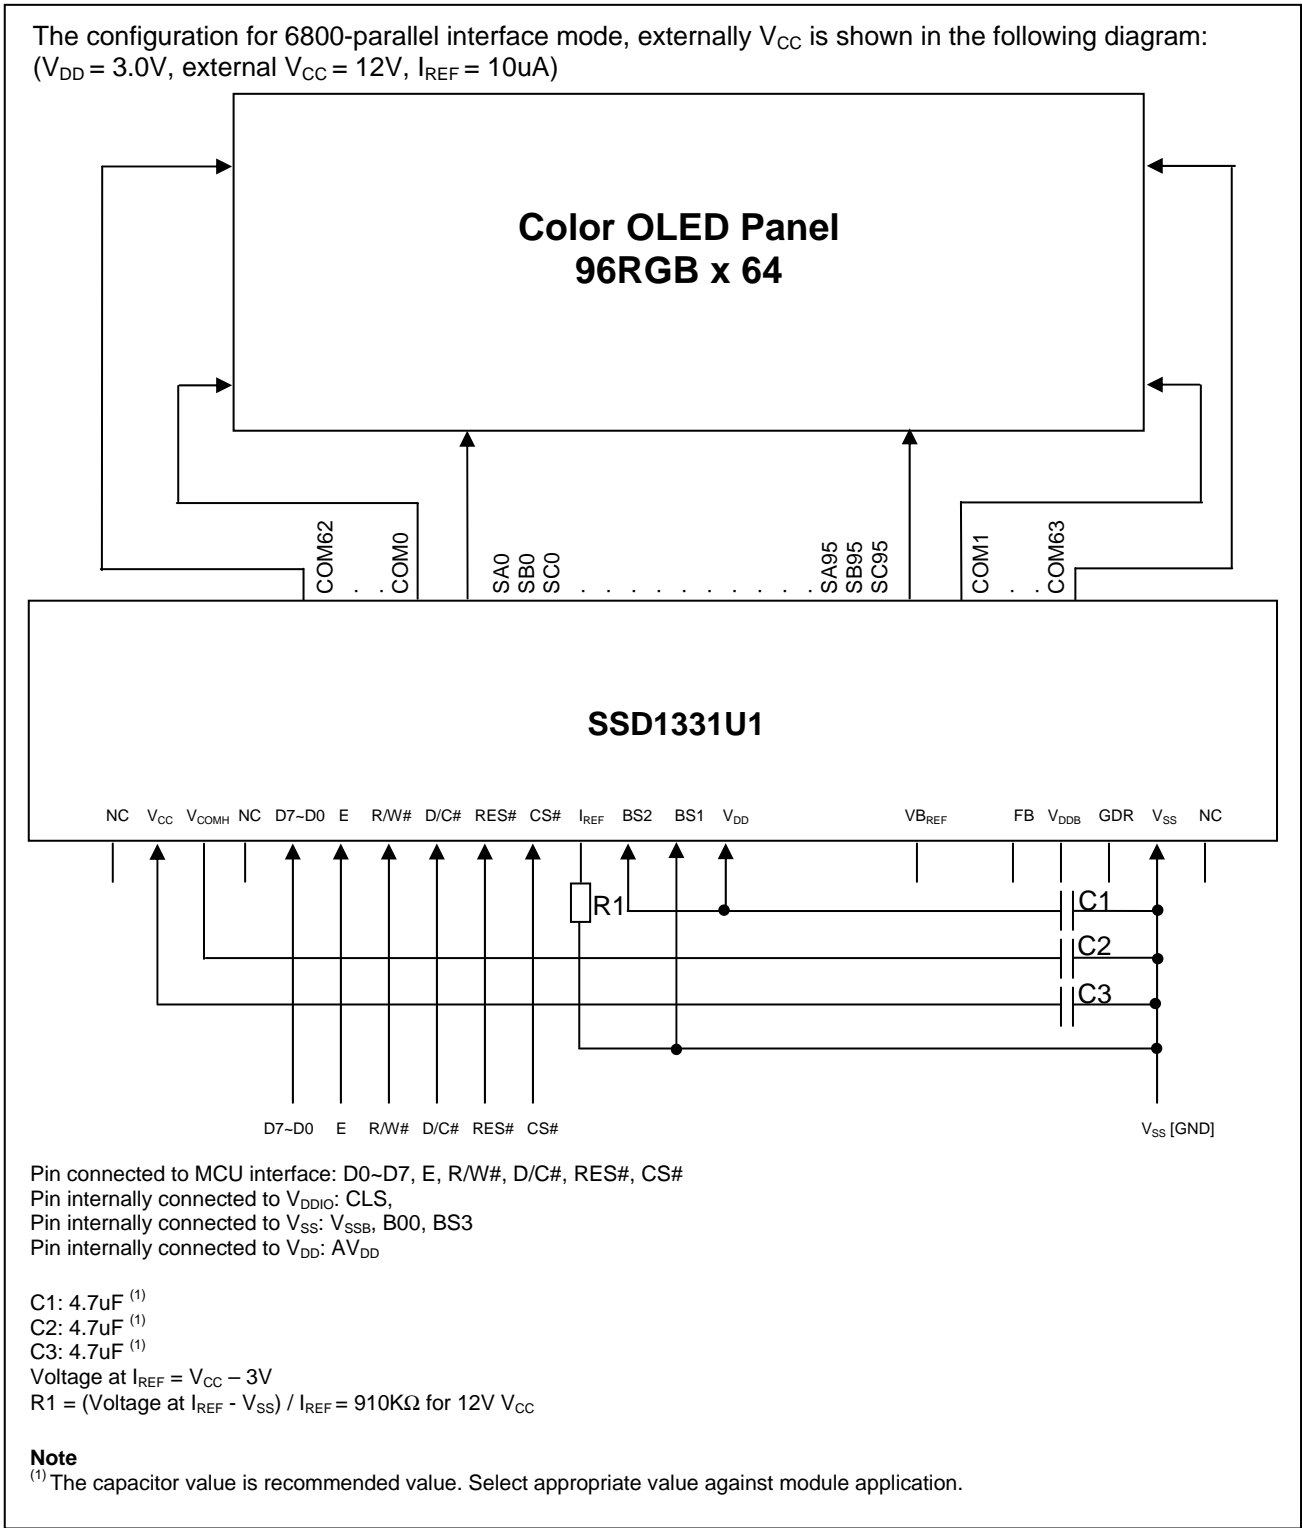 The configuration for 6800-parallel interface mode, externally VCC is shown in the following diagram:
(VDD = 3.0V, external VCC = 12V, IREF = 10uA)
Color OLED Panel
96RGB x 64
COM62
. .
COM0
SA0
SB0
SC0
. . . . . . . . . .
SA95
SB95
SC95
COM1
. .
COM63
SSD1331U1
NC VCC VCOMH NC D7~D0 E R/W# D/C# RES# CS# IREF BS2 BS1 VDD VBREF FB VDDB GDR VSS NC
R1
C1
C2
C3
D7~D0 E R/W# D/C# RES# CS# VSS [GND]
Pin connected to MCU interface: D0~D7, E, R/W#, D/C#, RES#, CS#
Pin internally connected to VDDIO: CLS,
Pin internally connected to VSS: VSSB, B00, BS3
Pin internally connected to VDD: AVDD
C1: 4.7uF (1)
C2: 4.7uF (1)
C3: 4.7uF (1)
Voltage at IREF = VCC – 3V
R1 = (Voltage at IREF - VSS) / IREF = 910KΩ for 12V VCC
Note
(1) The capacitor value is recommended value. Select appropriate value against module application.